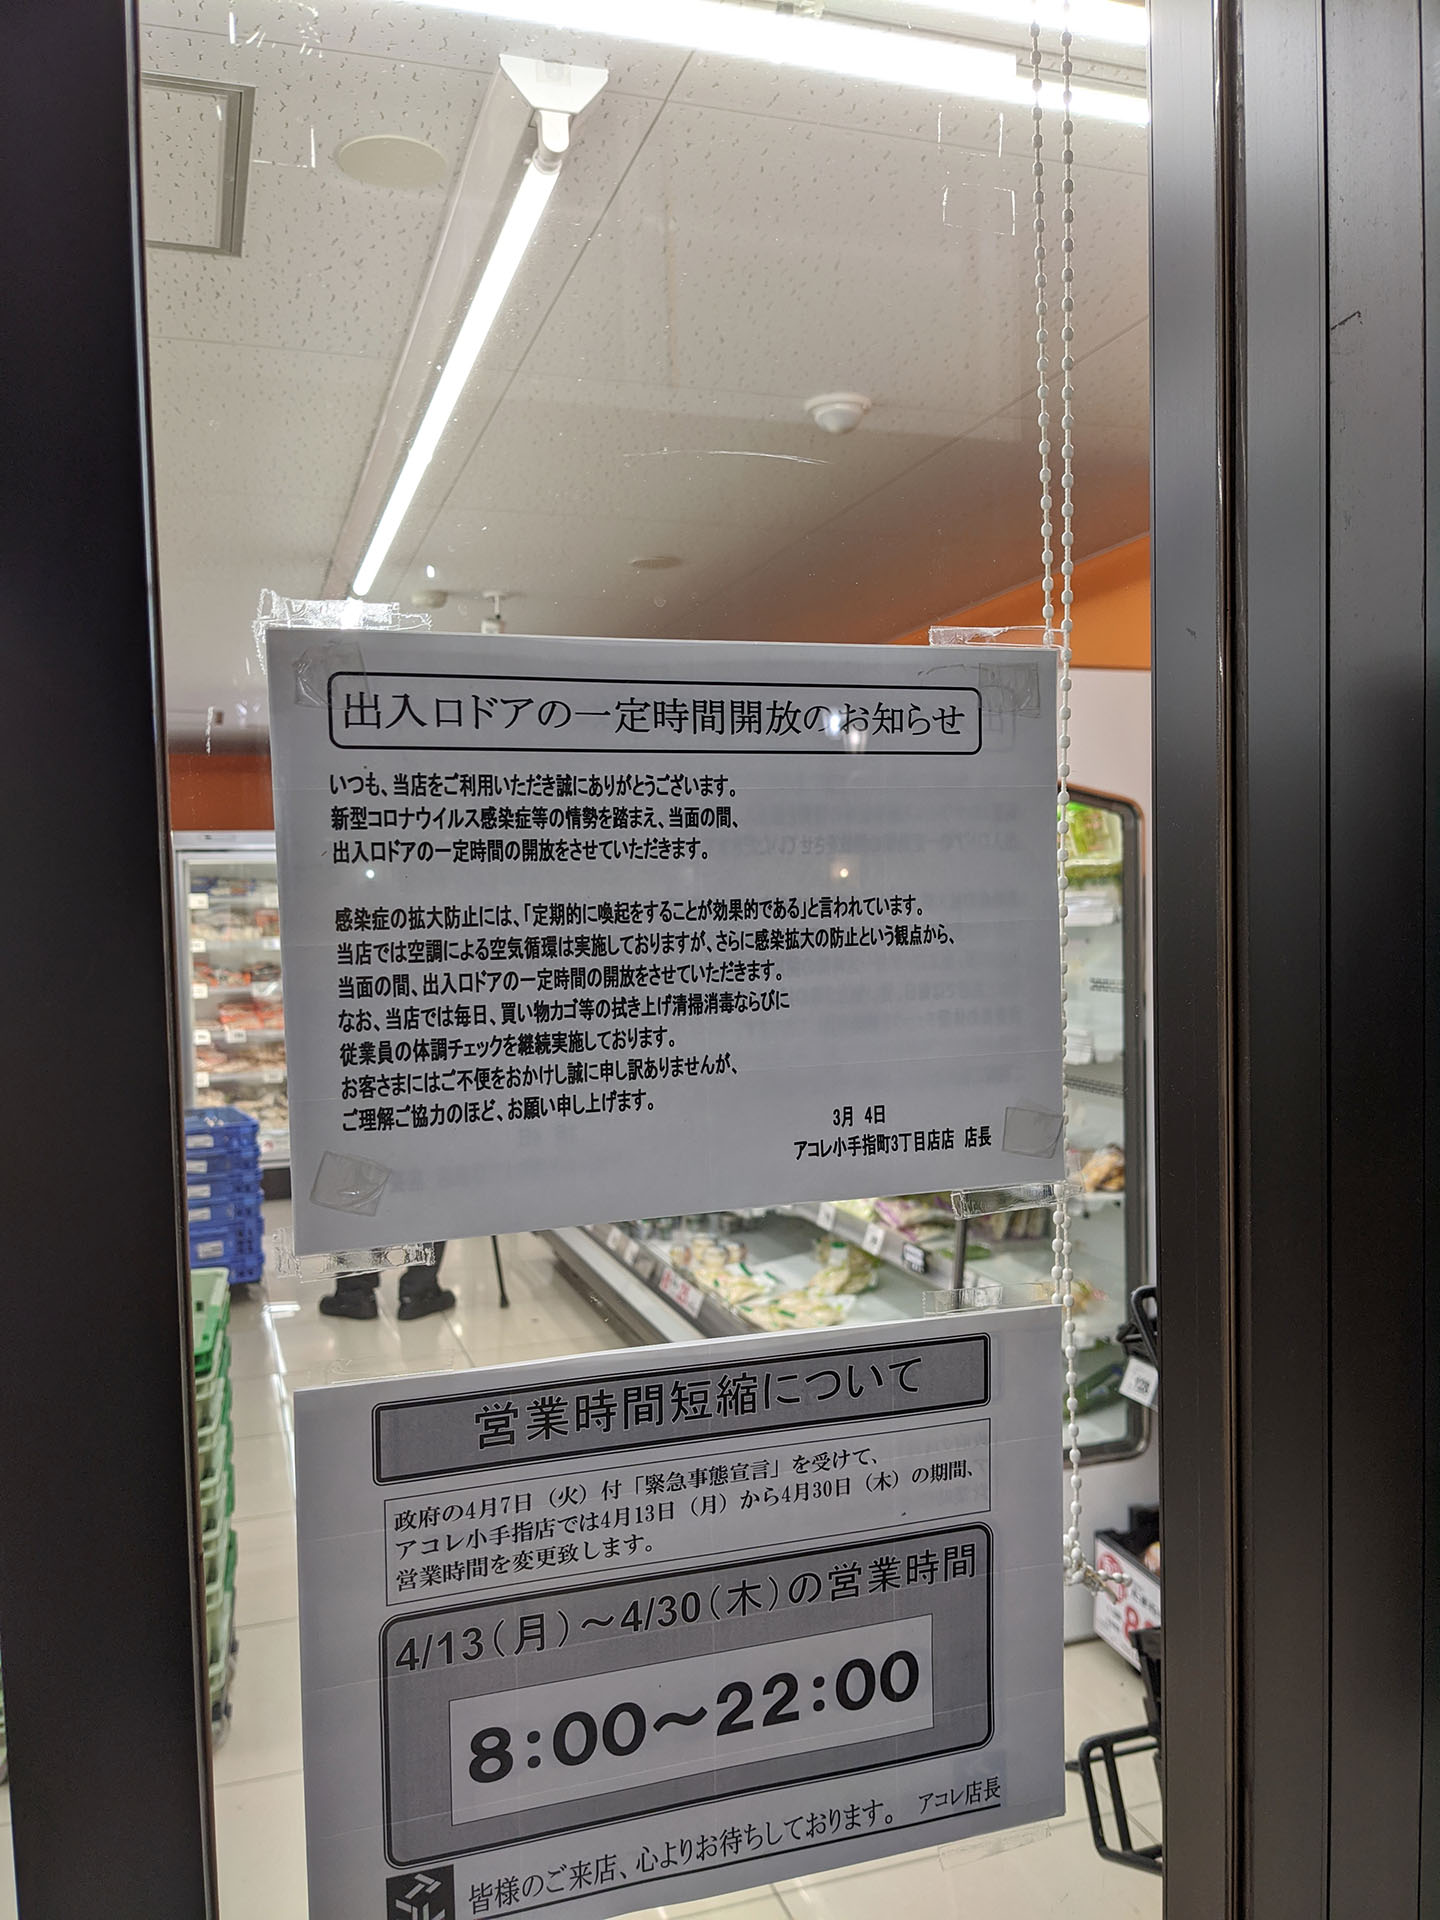 出入口ドアの一定時間開放のお知らせ
いつも、当店をご利用いただき誠にありがとうございます。
新型コロナウイルス感染症等の情勢を踏まえ、当面の間、
出入口ドアの一定時間の開放をさせていただきます。
感染症の拡大防止には、「定期的に喚起をすることが効果的である」と言われています。
当店では空調による空気循環は実施しておりますが、さらに感染拡大の防止という観点から、
当面の間、出入口ドアの一定時間の開放をさせていただきます。
なお、当店では毎日、買い物カゴ等の拭き上げ清掃消毒ならびに
従業員の体調チェックを継続実施しております。
お客さまにはご不便をおかけし誠に申し訳ありませんが、
ご理解ご協力のほど、お願い申し上げます。
3月 4日
アコレ小手指町3丁目店店 店長
営業時間短縮について
政府の4月7日（火）付「緊急事態宣言」を受けて、
アコレ小手指店では4月13日（月）から4月30日（木）の期間、
営業時間を変更致します。
4/13（月）～4/30（木）の営業時間
8:00～22:00
皆様のご来店、心よりお待ちしております。 アコレ店長